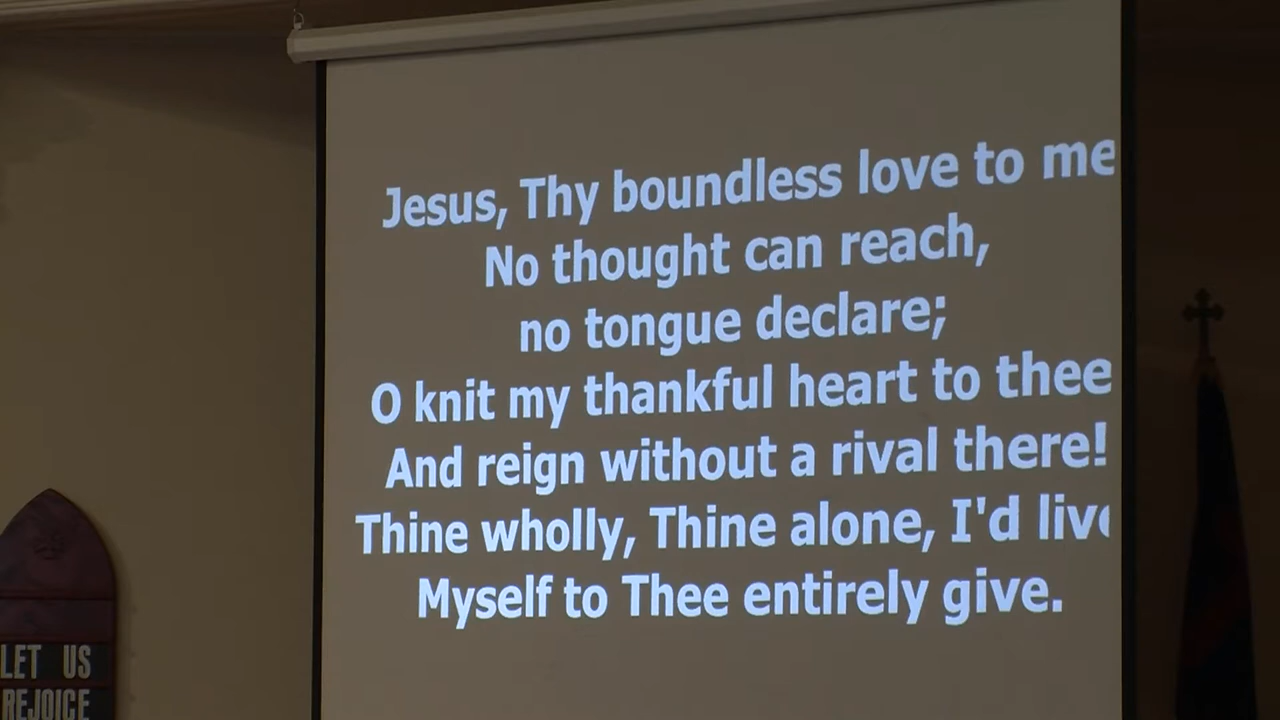 Jesus, Thy boundless love to me
No thought can reach,
no tongue declare;
O knit my thankful heart to thee
And reign without a rival there!
Thine wholly, Thine alone, I'd live
Myself to Thee entirely give.
LET US
REJOICE